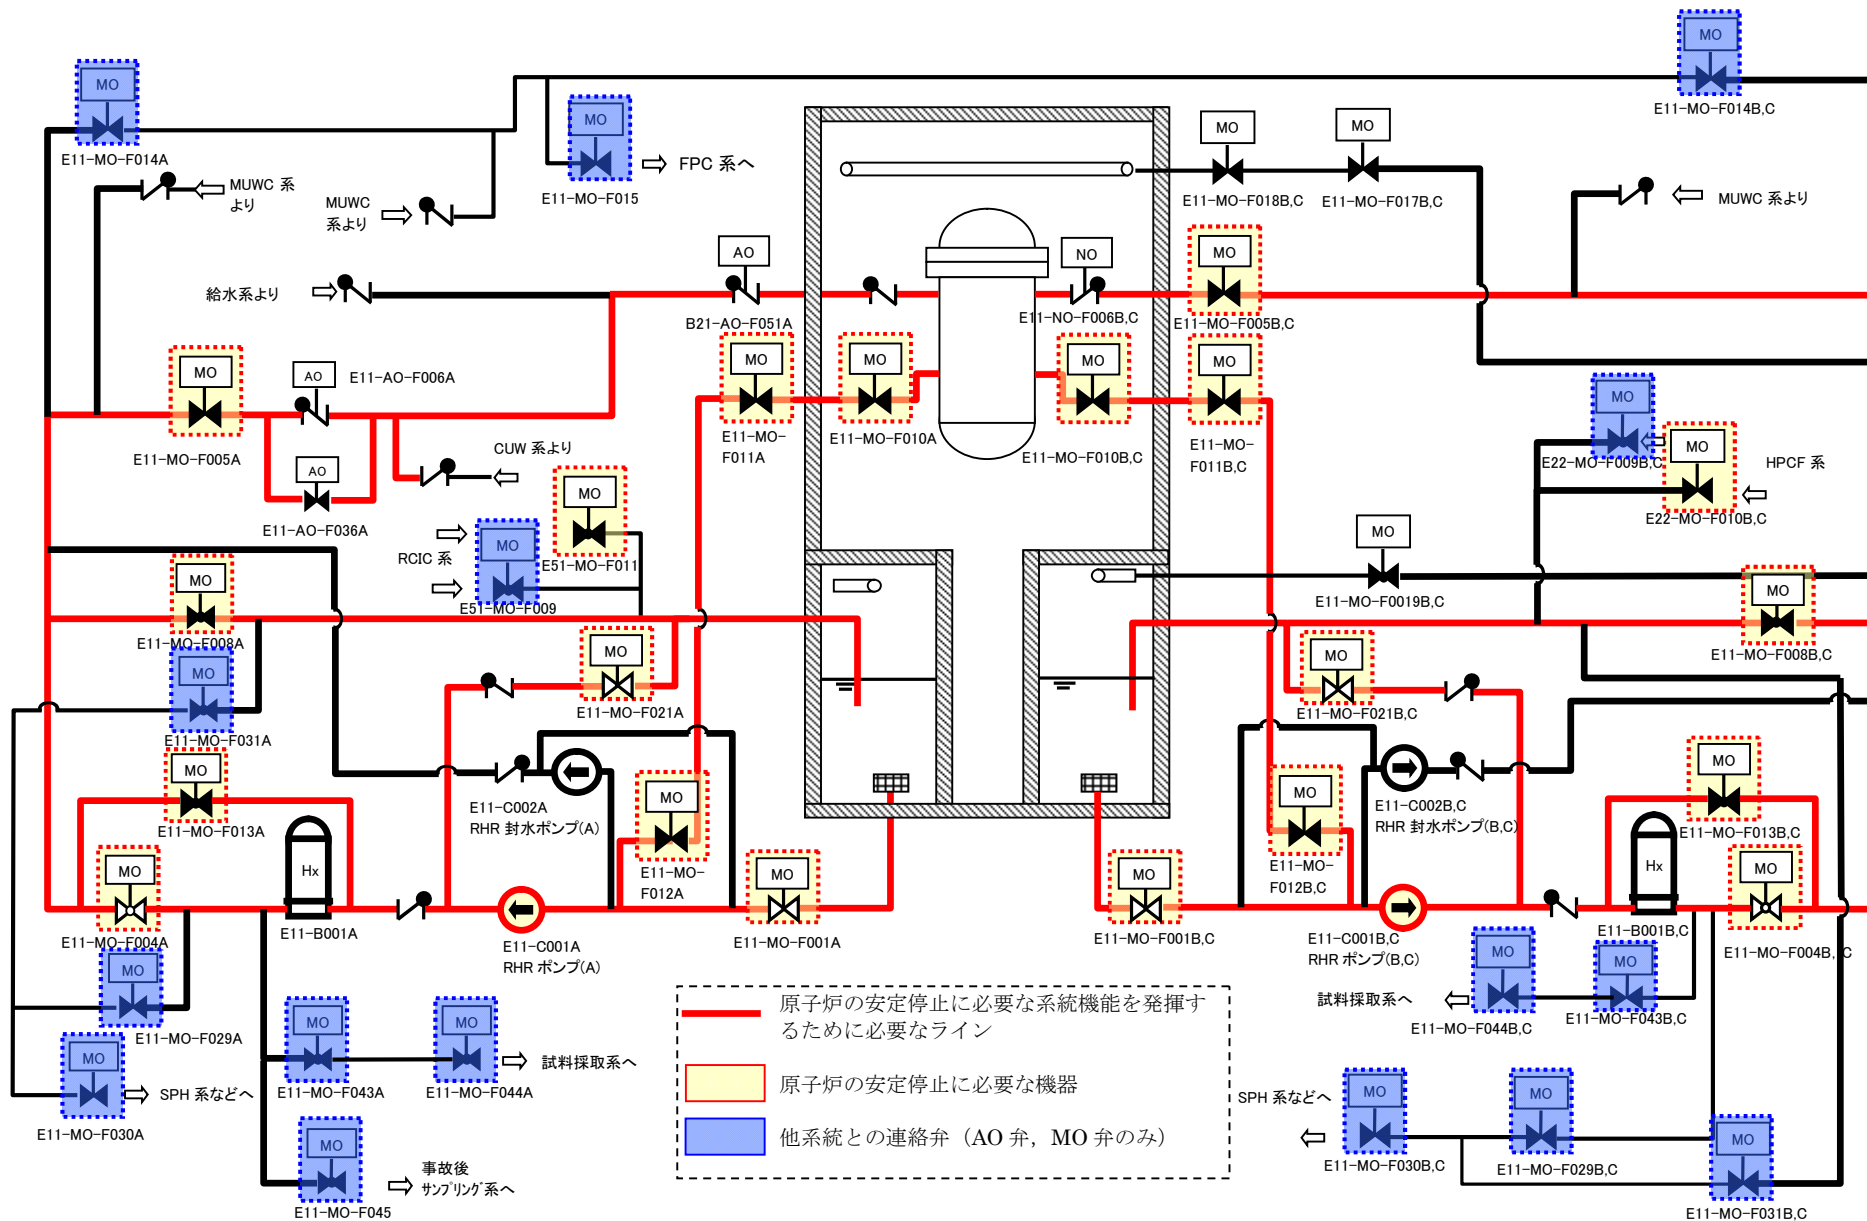 MO
E11-MO-F014B,C
MO
E11-MO-F014A
MO
E11-MO-F015
FPC 系へ
MO
E11-MO-F018B,C
MO
E11-MO-F017B,C
MUWC 系
より
MUWC
系より
MUWC 系より
給水系より
AO
B21-AO-F051A
NO
E11-NO-F006B,C
MO
E11-MO-F005B,C
MO
E11-MO-F005A
AO
E11-AO-F006A
AO
E11-AO-F036A
CUW 系より
MO
E11-MO-
F011A
MO
E11-MO-F010A
MO
E11-MO-F010B,C
MO
E11-MO-
F011B,C
MO
E22-MO-F009B,C
MO
E22-MO-F010B,C
HPCF 系
RCIC 系
MO
E51-MO-F011
MO
E51-MO-F009
MO
E11-MO-F0019B,C
MO
E11-MO-F008A
MO
E11-MO-F008B,C
MO
E11-MO-F031A
MO
E11-MO-F021A
MO
E11-MO-F021B,C
MO
E11-MO-F013A
E11-C002A
RHR 封水ポンプ(A)
MO
E11-MO-
F012A
MO
E11-MO-
F012B,C
E11-C002B,C
RHR 封水ポンプ(B,C)
MO
E11-MO-F013B,C
MO
E11-MO-F004A
Hx
E11-B001A
E11-C001A
RHR ポンプ(A)
MO
E11-MO-F001A
MO
E11-MO-F001B,C
E11-C001B,C
RHR ポンプ(B,C)
Hx
E11-B001B,C
MO
E11-MO-F004B,C
MO
E11-MO-F029A
MO
E11-MO-F030A
SPH 系などへ
MO
E11-MO-F043A
MO
E11-MO-F044A
試料採取系へ
MO
E11-MO-F045
事故後
サンプリング系へ
試料採取系へ
MO
E11-MO-F044B,C
MO
E11-MO-F043B,C
SPH 系などへ
MO
E11-MO-F030B,C
MO
E11-MO-F029B,C
MO
E11-MO-F031B,C
原子炉の安定停止に必要な系統機能を発揮す
るために必要なライン
原子炉の安定停止に必要な機器
他系統との連絡弁（AO 弁，MO 弁のみ）